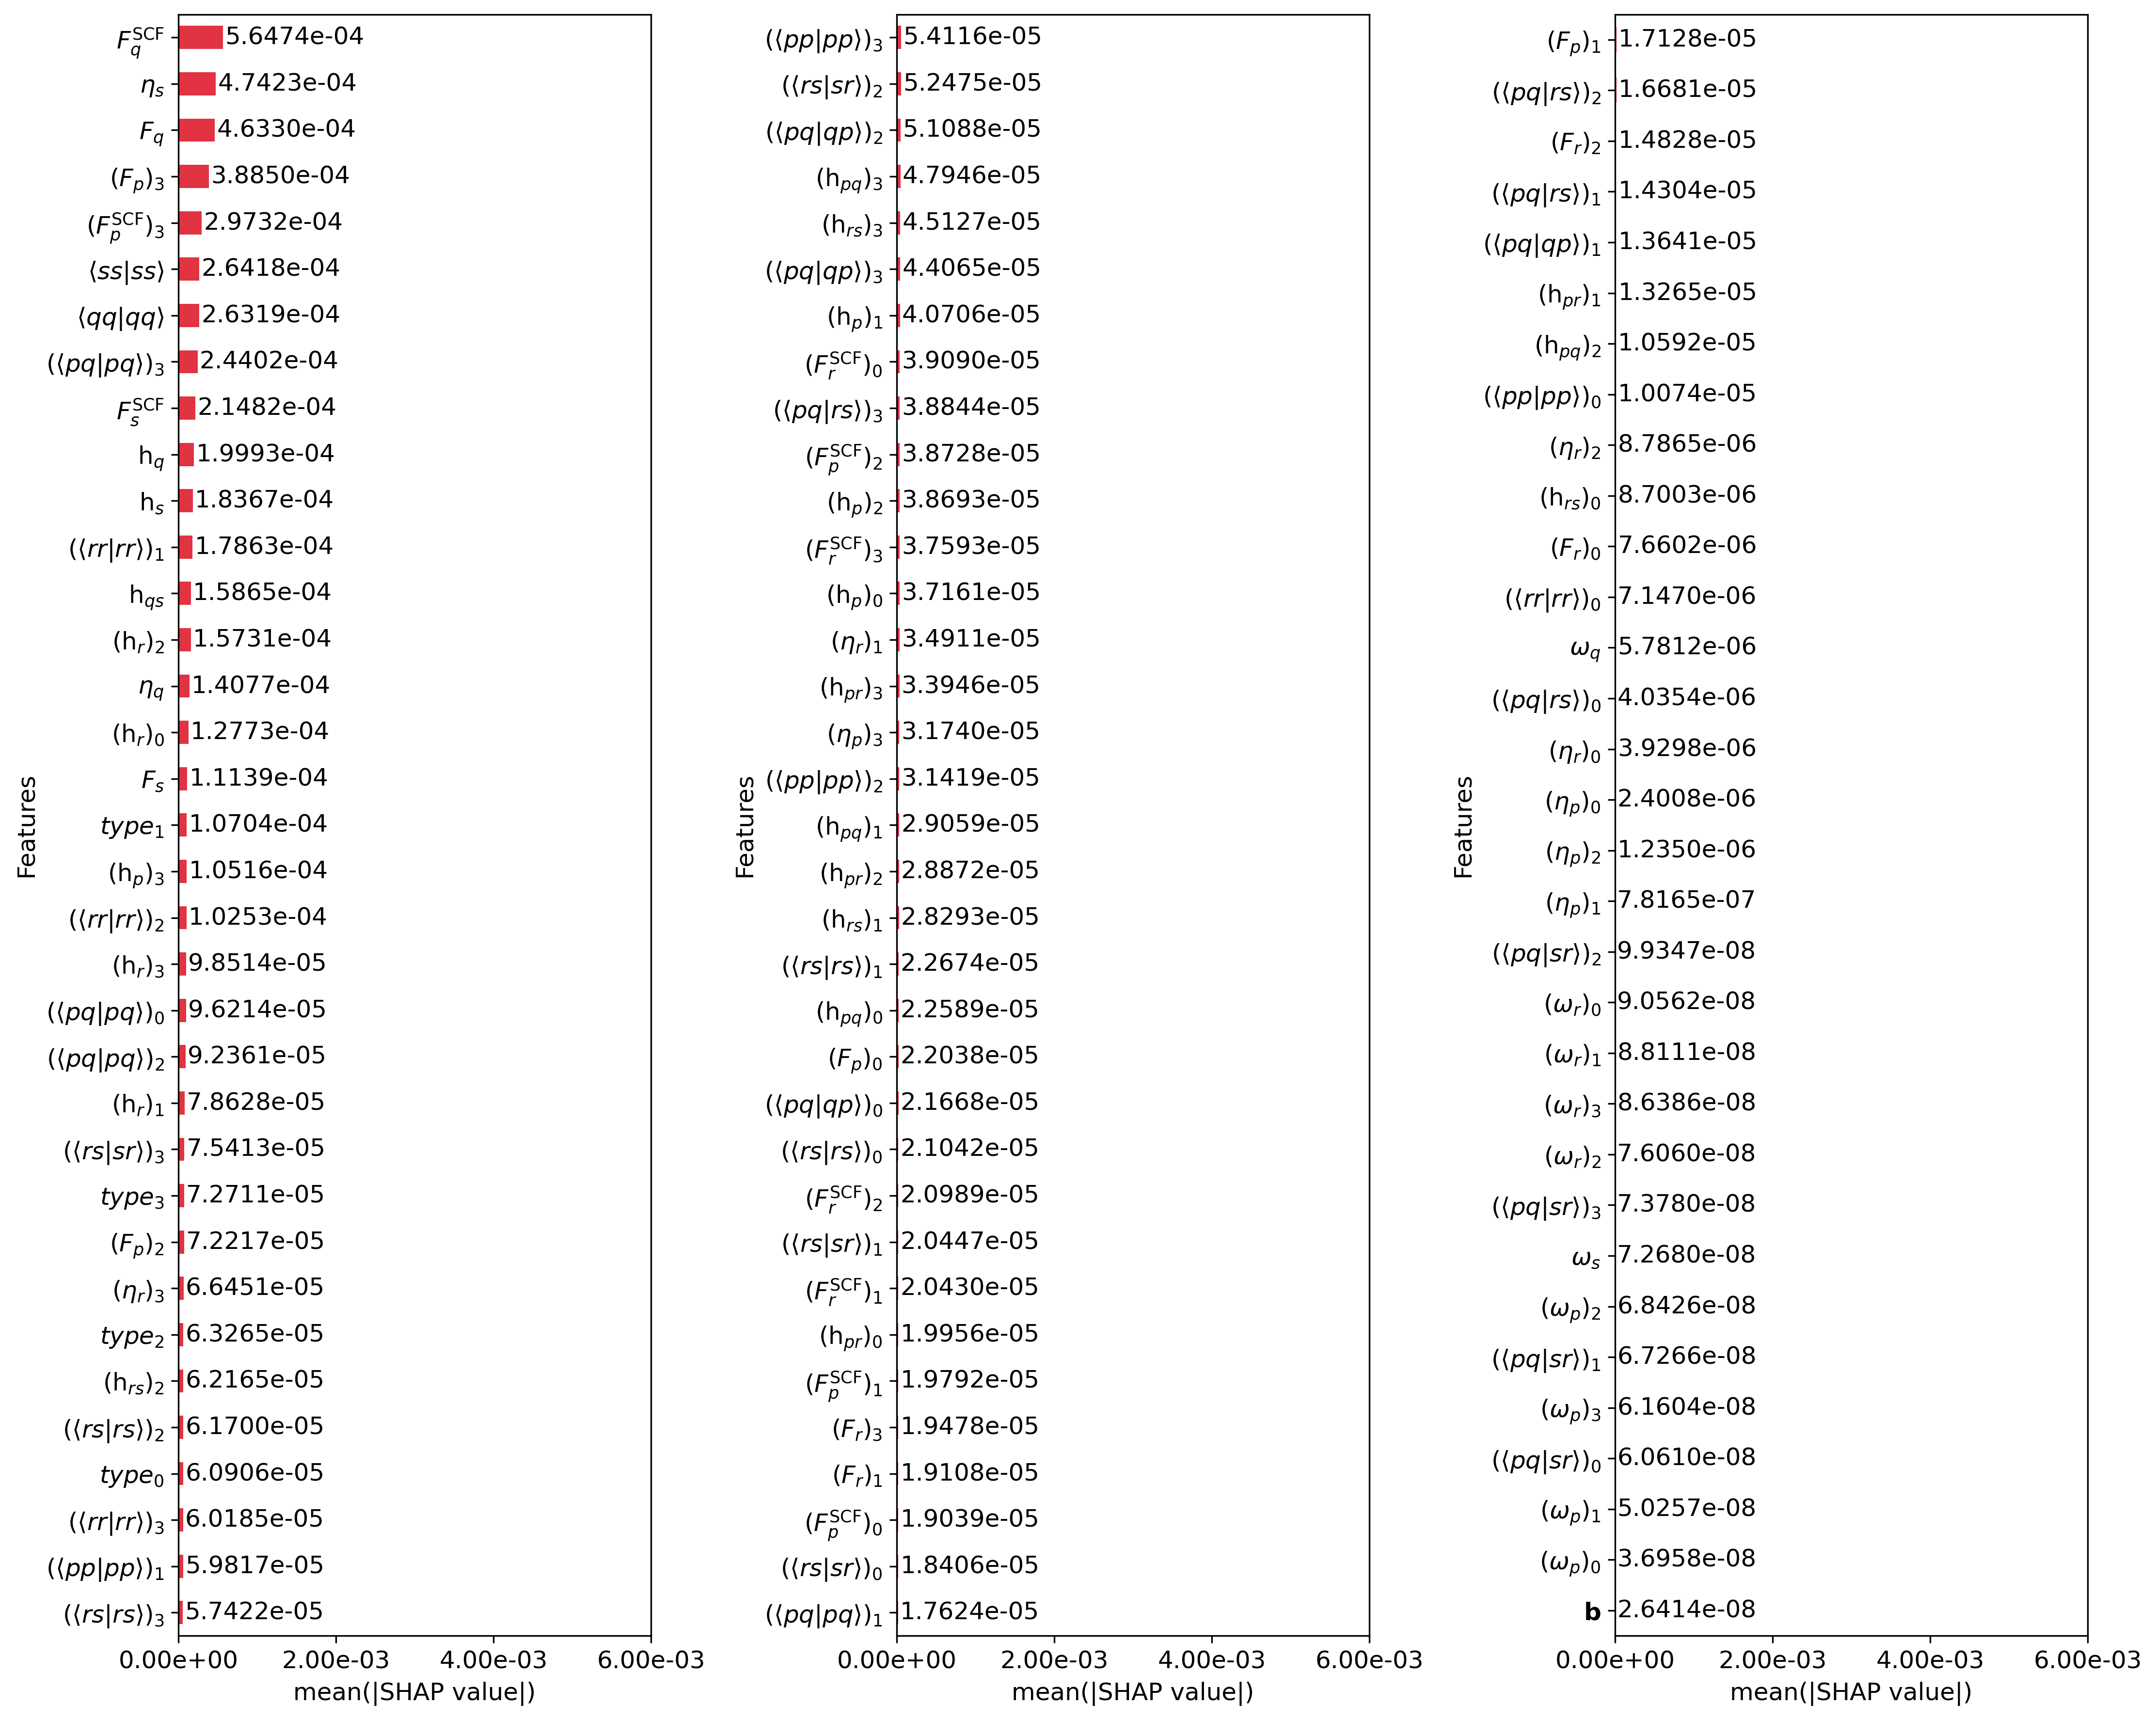 F_q^SCF 5.6474e-04
η_s 4.7423e-04
F_q 4.6330e-04
(F_p)_3 3.8850e-04
(F_p^SCF)_3 2.9732e-04
⟨ss|ss⟩ 2.6418e-04
⟨qq|qq⟩ 2.6319e-04
(⟨pq|pq⟩)_3 2.4402e-04
F_s^SCF 2.1482e-04
h_q 1.9993e-04
h_s 1.8367e-04
(⟨rr|rr⟩)_1 1.7863e-04
h_qs 1.5865e-04
(h_r)_2 1.5731e-04
η_q 1.4077e-04
(h_r)_0 1.2773e-04
F_s 1.1139e-04
type_1 1.0704e-04
(h_p)_3 1.0516e-04
(⟨rr|rr⟩)_2 1.0253e-04
(h_r)_3 9.8514e-05
(⟨pq|pq⟩)_0 9.6214e-05
(⟨pq|pq⟩)_2 9.2361e-05
(h_r)_1 7.8628e-05
(⟨rs|sr⟩)_3 7.5413e-05
type_3 7.2711e-05
(F_p)_2 7.2217e-05
(η_r)_3 6.6451e-05
type_2 6.3265e-05
(h_rs)_2 6.2165e-05
(⟨rs|rs⟩)_2 6.1700e-05
type_0 6.0906e-05
(⟨rr|rr⟩)_3 6.0185e-05
(⟨pp|pp⟩)_1 5.9817e-05
(⟨rs|rs⟩)_3 5.7422e-05
0.00e+00 2.00e-03 4.00e-03 6.00e-03
mean(|SHAP value|)
Features
(⟨pp|pp⟩)_3 5.4116e-05
(⟨rs|sr⟩)_2 5.2475e-05
(⟨pq|qp⟩)_2 5.1088e-05
(h_pq)_3 4.7946e-05
(h_rs)_3 4.5127e-05
(⟨pq|qp⟩)_3 4.4065e-05
(h_p)_1 4.0706e-05
(F_r^SCF)_0 3.9090e-05
(⟨pq|rs⟩)_3 3.8844e-05
(F_p^SCF)_2 3.8728e-05
(h_p)_2 3.8693e-05
(F_r^SCF)_3 3.7593e-05
(h_p)_0 3.7161e-05
(η_r)_1 3.4911e-05
(h_pr)_3 3.3946e-05
(η_p)_3 3.1740e-05
(⟨pp|pp⟩)_2 3.1419e-05
(h_pq)_1 2.9059e-05
(h_pr)_2 2.8872e-05
(h_rs)_1 2.8293e-05
(⟨rs|rs⟩)_1 2.2674e-05
(h_pq)_0 2.2589e-05
(F_p)_0 2.2038e-05
(⟨pq|qp⟩)_0 2.1668e-05
(⟨rs|rs⟩)_0 2.1042e-05
(F_r^SCF)_2 2.0989e-05
(⟨rs|sr⟩)_1 2.0447e-05
(F_r^SCF)_1 2.0430e-05
(h_pr)_0 1.9956e-05
(F_p^SCF)_1 1.9792e-05
(F_r)_3 1.9478e-05
(F_r)_1 1.9108e-05
(F_p^SCF)_0 1.9039e-05
(⟨rs|sr⟩)_0 1.8406e-05
(⟨pq|pq⟩)_1 1.7624e-05
0.00e+00 2.00e-03 4.00e-03 6.00e-03
mean(|SHAP value|)
Features
(F_p)_1 1.7128e-05
(⟨pq|rs⟩)_2 1.6681e-05
(F_r)_2 1.4828e-05
(⟨pq|rs⟩)_1 1.4304e-05
(⟨pq|qp⟩)_1 1.3641e-05
(h_pr)_1 1.3265e-05
(h_pq)_2 1.0592e-05
(⟨pp|pp⟩)_0 1.0074e-05
(η_r)_2 8.7865e-06
(h_rs)_0 8.7003e-06
(F_r)_0 7.6602e-06
(⟨rr|rr⟩)_0 7.1470e-06
ω_q 5.7812e-06
(⟨pq|rs⟩)_0 4.0354e-06
(η_r)_0 3.9298e-06
(η_p)_0 2.4008e-06
(η_p)_2 1.2350e-06
(η_p)_1 7.8165e-07
(⟨pq|sr⟩)_2 9.9347e-08
(ω_r)_0 9.0562e-08
(ω_r)_1 8.8111e-08
(ω_r)_3 8.6386e-08
(ω_r)_2 7.6060e-08
(⟨pq|sr⟩)_3 7.3780e-08
ω_s 7.2680e-08
(ω_p)_2 6.8426e-08
(⟨pq|sr⟩)_1 6.7266e-08
(ω_p)_3 6.1604e-08
(⟨pq|sr⟩)_0 6.0610e-08
(ω_p)_1 5.0257e-08
(ω_p)_0 3.6958e-08
b 2.6414e-08
0.00e+00 2.00e-03 4.00e-03 6.00e-03
mean(|SHAP value|)
Features